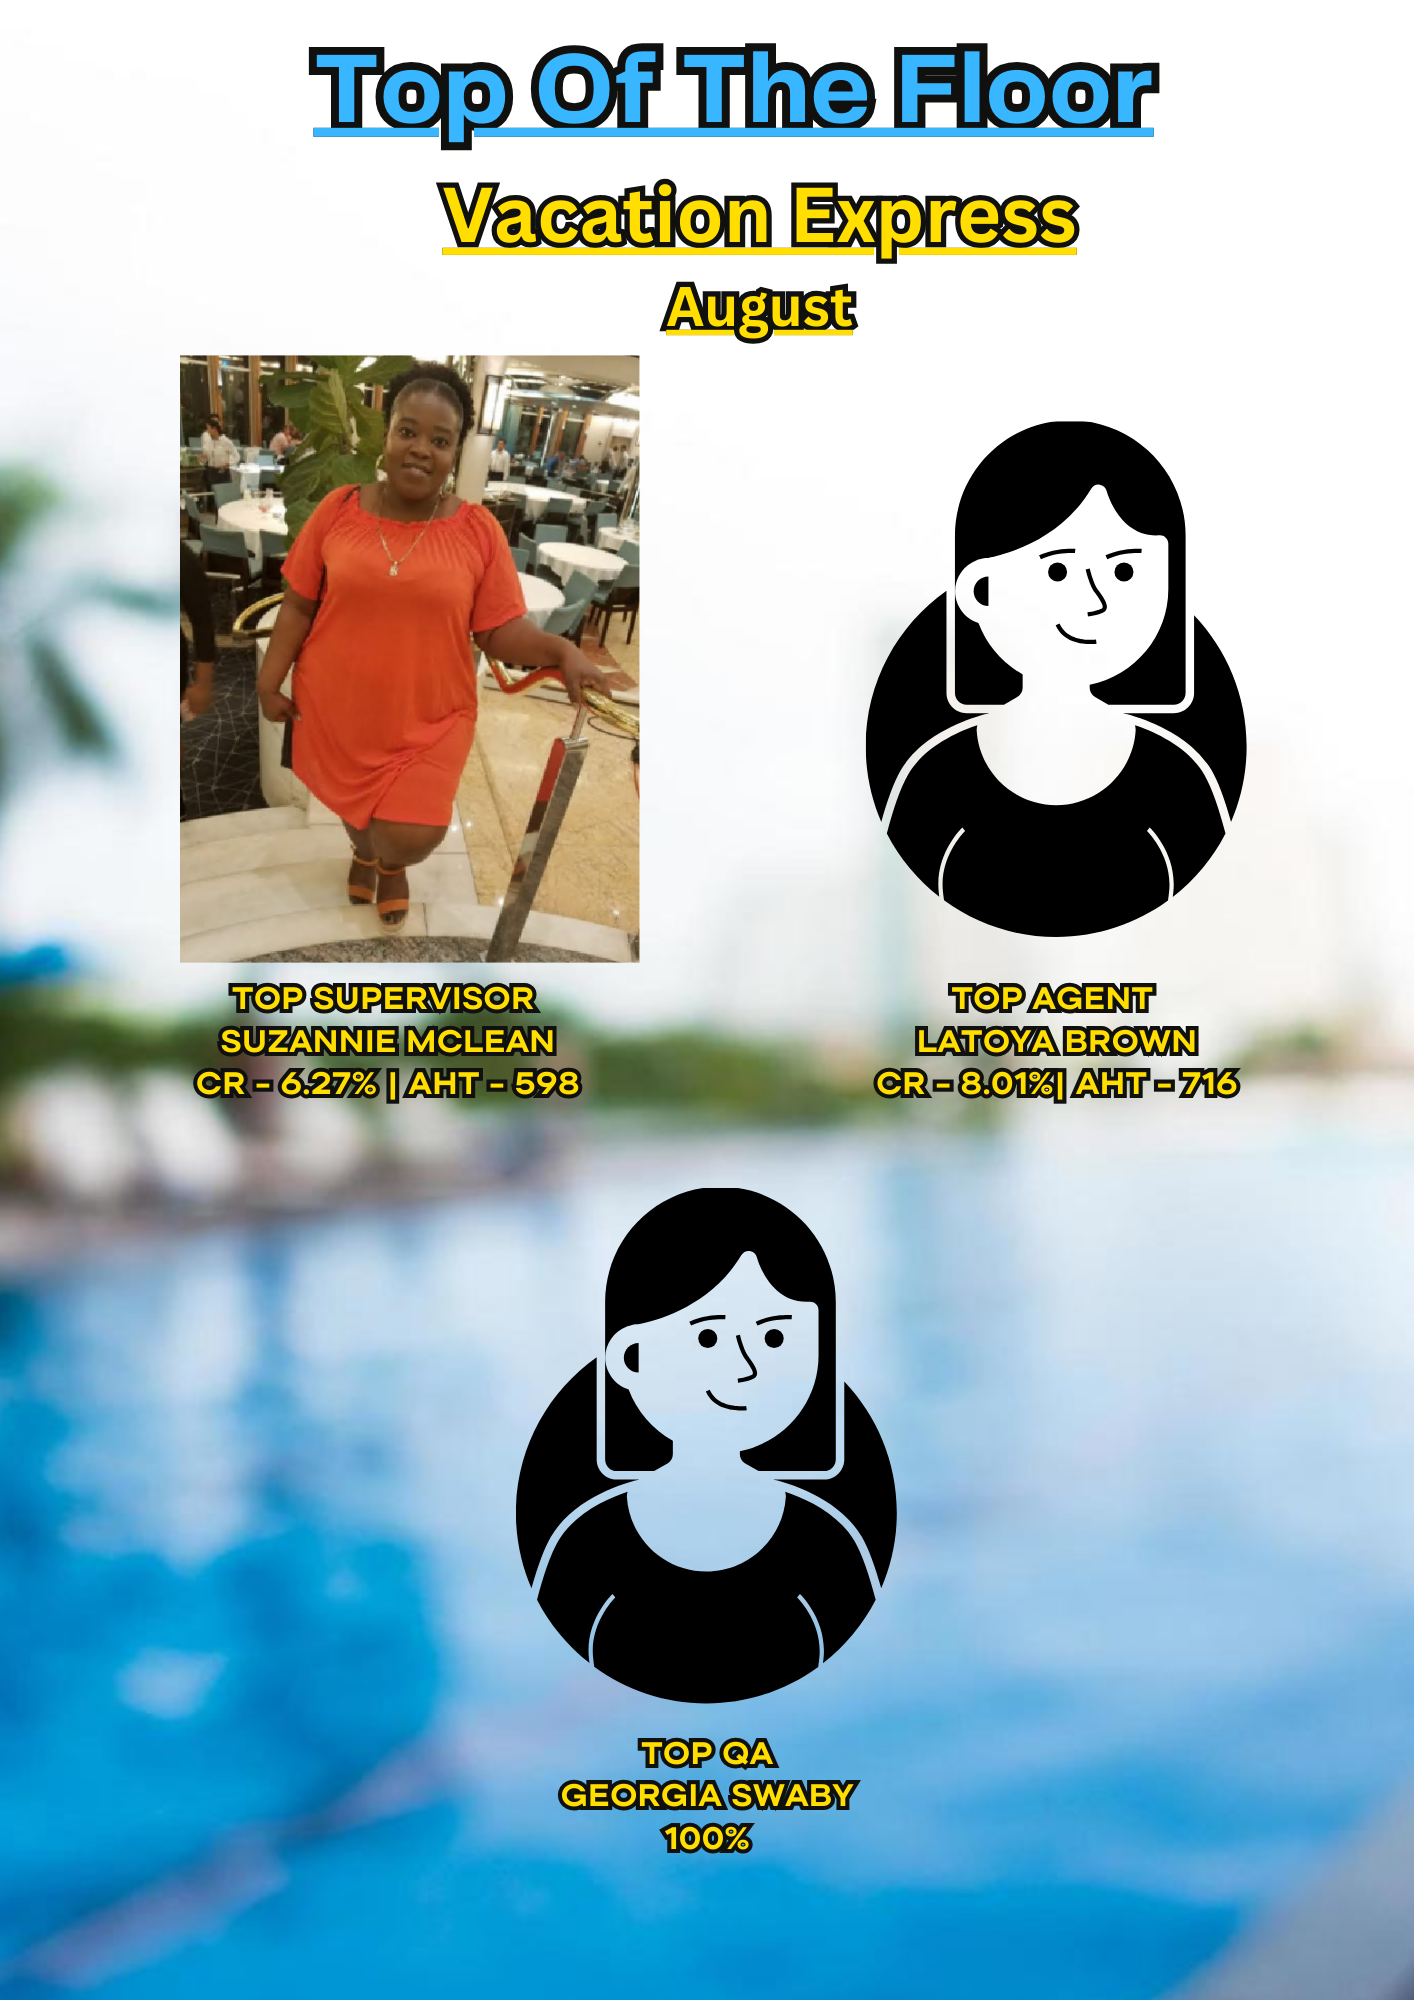 Top Of The Floor
Vacation Express
August
TOP SUPERVISOR
SUZANNIE MCLEAN
CR - 6.27% | AHT - 598
TOP AGENT
LATOYA BROWN
CR - 8.01%| AHT - 716
TOP QA
GEORGIA SWABY
100%